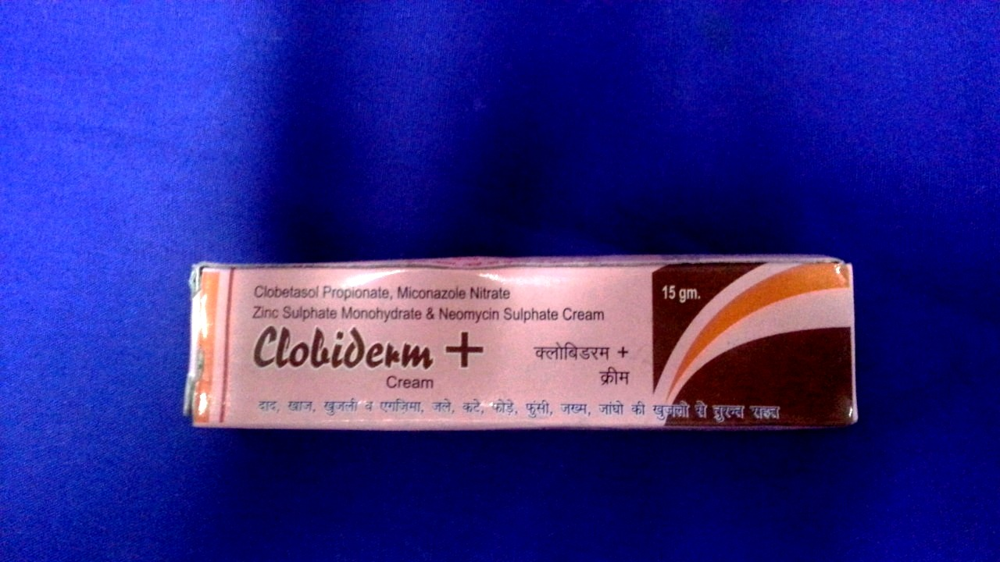 Clobetasol Propionate, Miconazole Nitrate
Zinc Sulphate Monohydrate & Neomycin Sulphate Cream
Clobiderm +
Cream
क्लोबिडरम +
क्रीम
15 gm.
दाद, खाज, खुजली व एगज़िमा, जले, कटे, फोड़े, फुंसी, जख्म, जांघो की खुजली से तुरन्त राहत